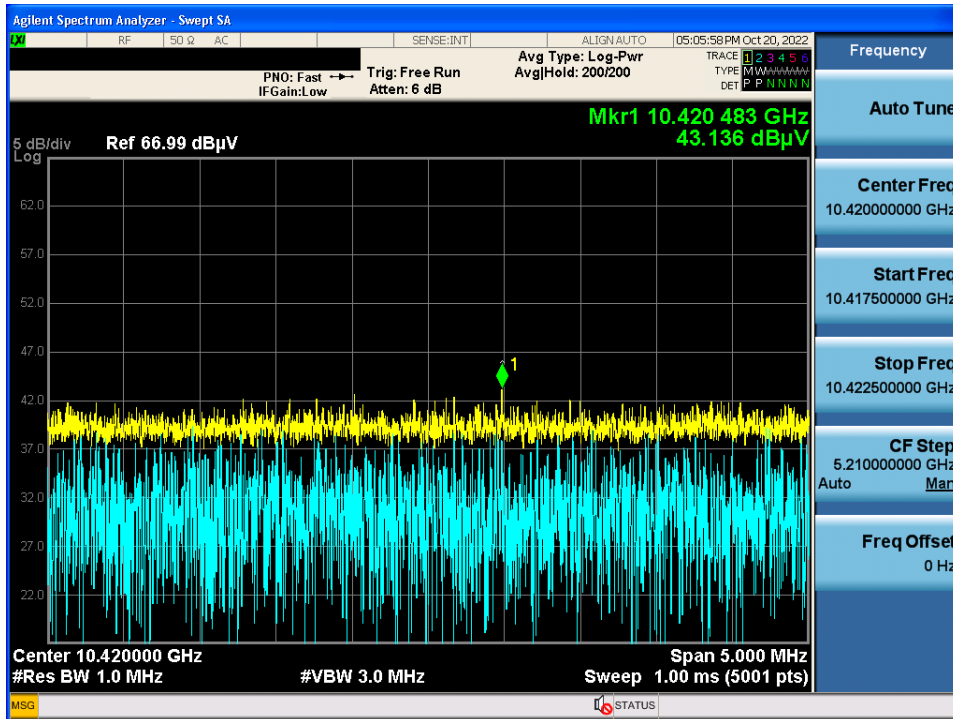 Agilent Spectrum Analyzer - Swept SA
LXI RF 50 Ω AC SENSE:INT ALIGN AUTO 05:05:58 PM Oct 20, 2022
PNO: Fast
IFGain:Low
Trig: Free Run
Atten: 6 dB
Avg Type: Log-Pwr
Avg|Hold: 200/200
TRACE 1 2 3 4 5 6
TYPE MWWWWW
DET P P N N N N
Mkr1 10.420 483 GHz
43.136 dBµV
5 dB/div Ref 66.99 dBµV
Log
62.0
57.0
52.0
47.0
42.0
37.0
32.0
27.0
22.0
1
Center 10.420000 GHz
Span 5.000 MHz
#Res BW 1.0 MHz #VBW 3.0 MHz Sweep 1.00 ms (5001 pts)
MSG STATUS
Frequency
Auto Tune
Center Freq
10.420000000 GHz
Start Freq
10.417500000 GHz
Stop Freq
10.422500000 GHz
CF Step
5.210000000 GHz
Auto Man
Freq Offset
0 Hz